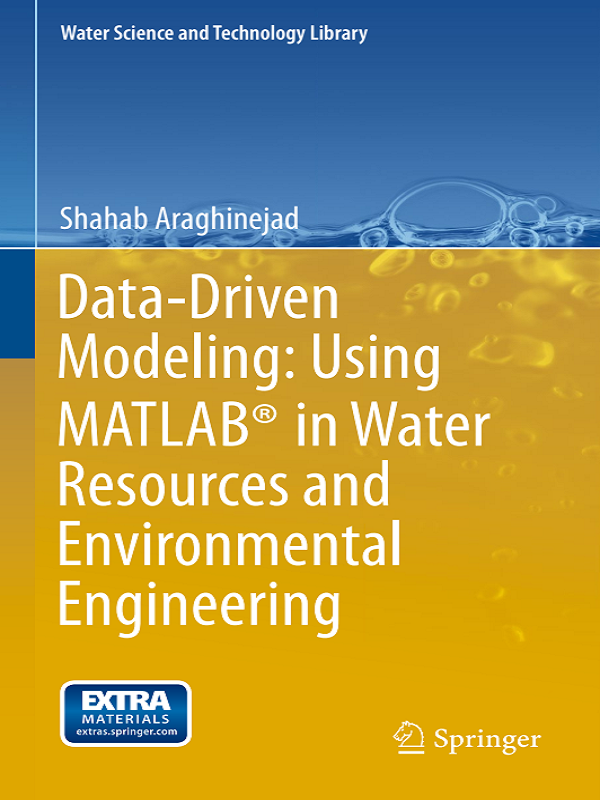 Water Science and Technology Library
Shahab Araghinejad
Data-Driven
Modeling: Using
MATLAB® in Water
Resources and
Environmental
Engineering
EXTRA
MATERIALS
extras.springer.com
Springer